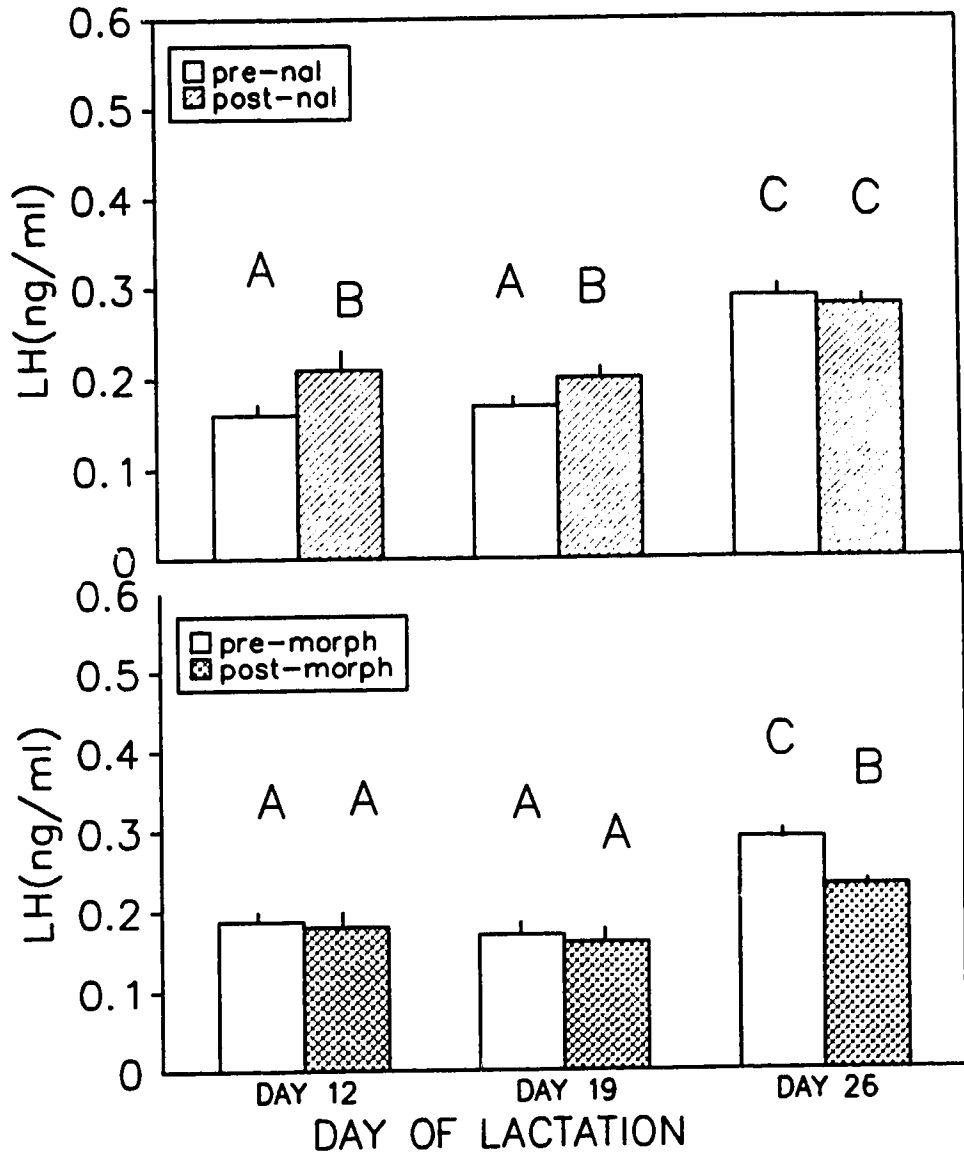 0.6
pre-nal
post-nal
0.5
0.4
C C
A B A B
0.3
LH(ng/ml)
0.2
0.1
0
0.6
pre-morph
post-morph
0.5
0.4
C
B
A A A A
0.3
LH(ng/ml)
0.2
0.1
0
DAY 12 DAY 19 DAY 26
DAY OF LACTATION